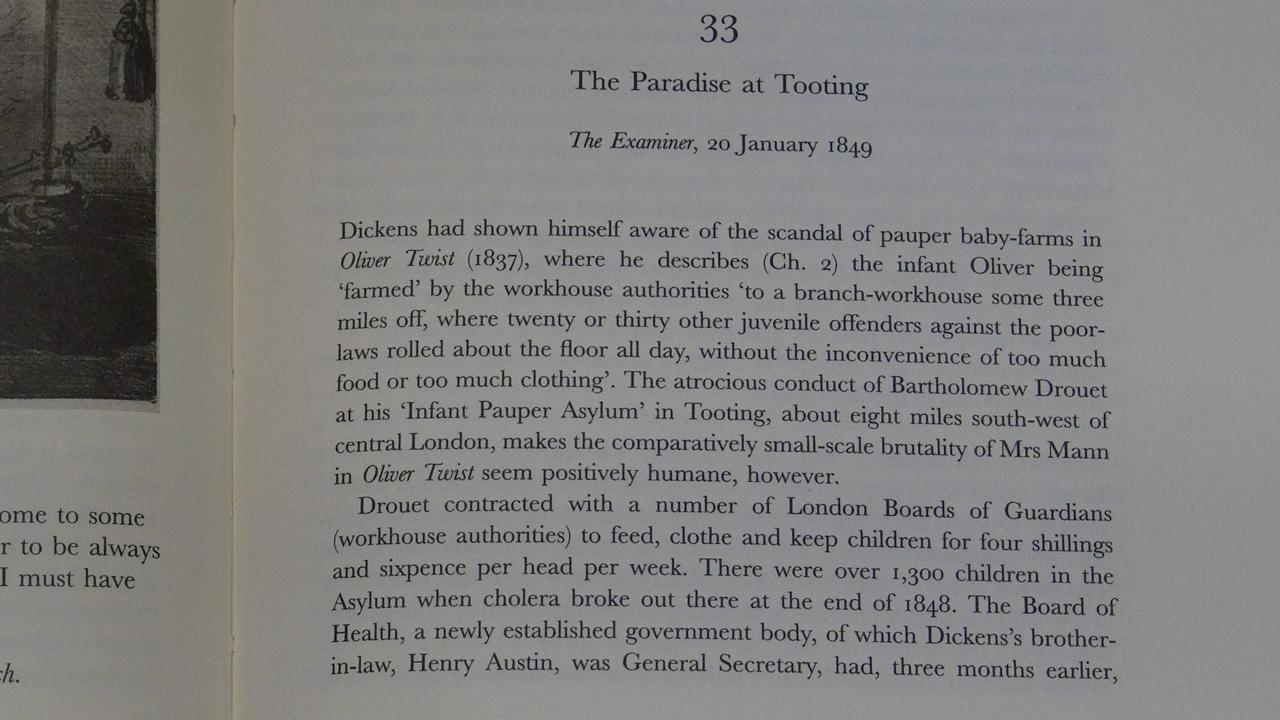 33
The Paradise at Tooting
The Examiner, 20 January 1849
Dickens had shown himself aware of the scandal of pauper baby-farms in
Oliver Twist (1837), where he describes (Ch. 2) the infant Oliver being
‘farmed’ by the workhouse authorities ‘to a branch-workhouse some three
miles off, where twenty or thirty other juvenile offenders against the poor-
laws rolled about the floor all day, without the inconvenience of too much
food or too much clothing’. The atrocious conduct of Bartholomew Drouet
at his ‘Infant Pauper Asylum’ in Tooting, about eight miles south-west of
central London, makes the comparatively small-scale brutality of Mrs Mann
in Oliver Twist seem positively humane, however.
Drouet contracted with a number of London Boards of Guardians
(workhouse authorities) to feed, clothe and keep children for four shillings
and sixpence per head per week. There were over 1,300 children in the
Asylum when cholera broke out there at the end of 1848. The Board of
Health, a newly established government body, of which Dickens’s brother-
in-law, Henry Austin, was General Secretary, had, three months earlier,
to some
to be always
I must have